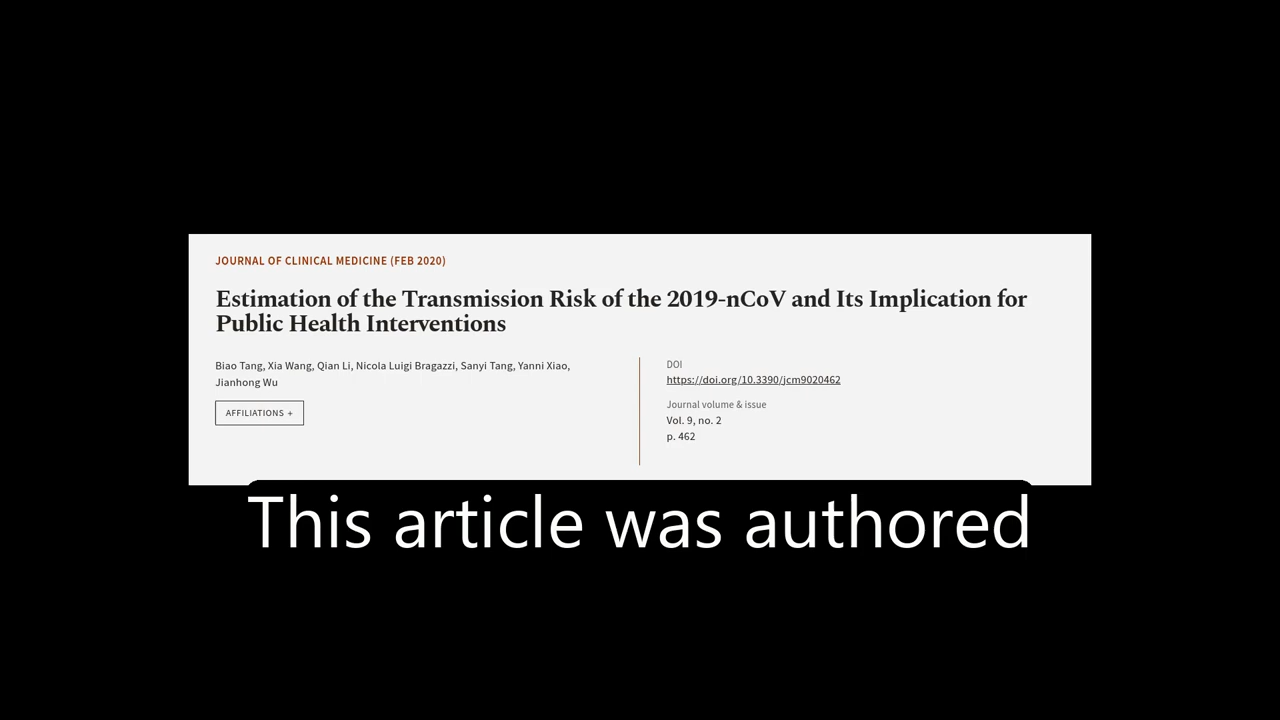 JOURNAL OF CLINICAL MEDICINE (FEB 2020)
Estimation of the Transmission Risk of the 2019-nCoV and Its Implication for
Public Health Interventions
Biao Tang, Xia Wang, Qian Li, Nicola Luigi Bragazzi, Sanyi Tang, Yanni Xiao,
Jianhong Wu
AFFILIATIONS +
DOI
https://doi.org/10.3390/jcm9020462
Journal volume & issue
Vol. 9, no. 2
p. 462
This article was authored